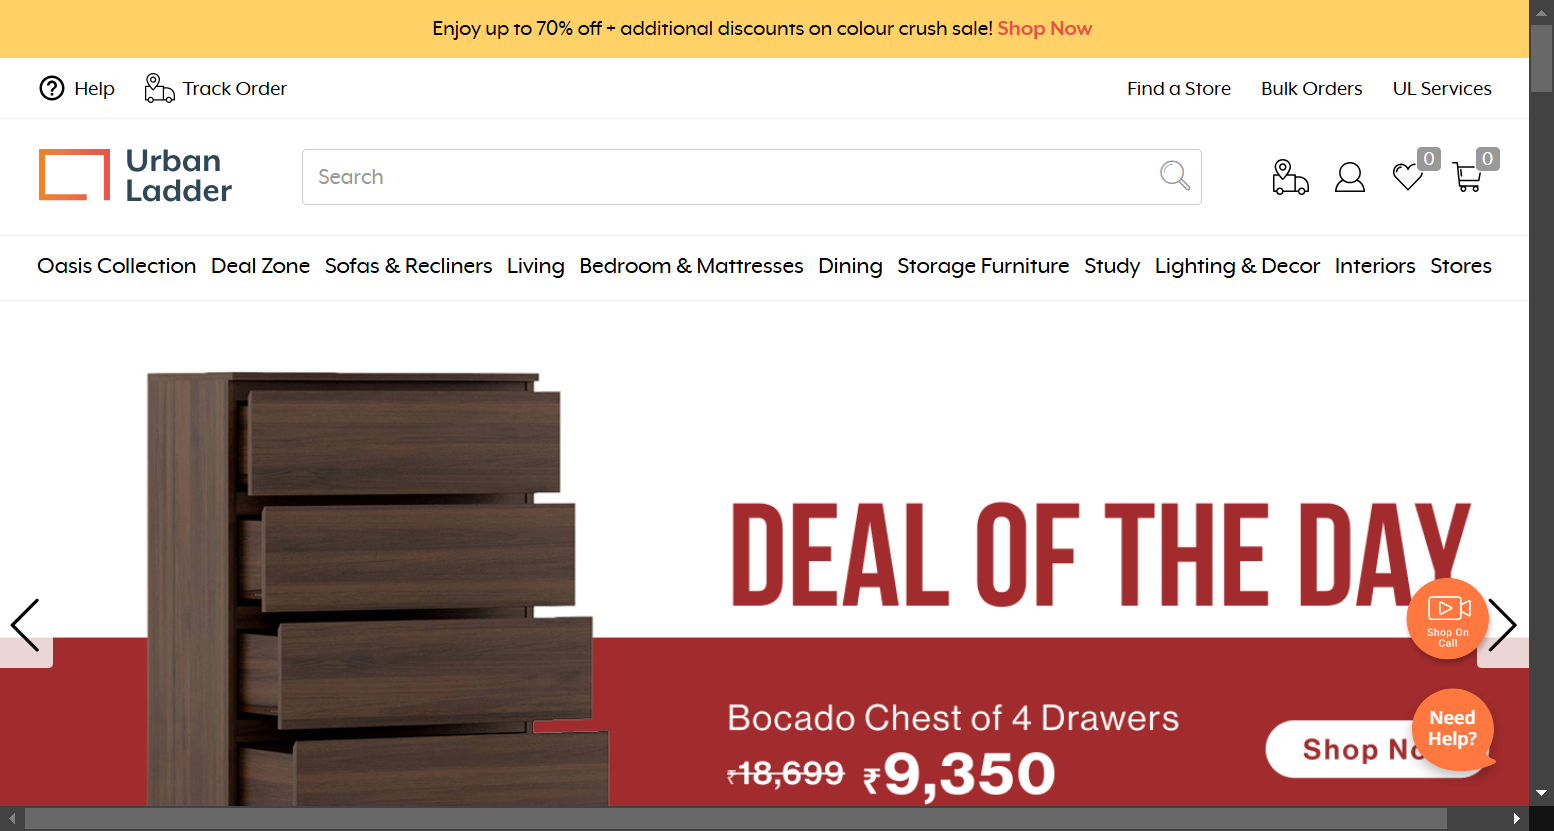 Enjoy up to 70% off + additional discounts on colour crush sale! Shop Now
Help
Track Order
Find a Store
Bulk Orders
UL Services
Urban
Ladder
Search
0
0
Oasis Collection
Deal Zone
Sofas & Recliners
Living
Bedroom & Mattresses
Dining
Storage Furniture
Study
Lighting & Decor
Interiors
Stores
DEAL OF THE DAY
Shop On
Call
Bocado Chest of 4 Drawers
₹18,699 ₹9,350
Shop
Need
Help?